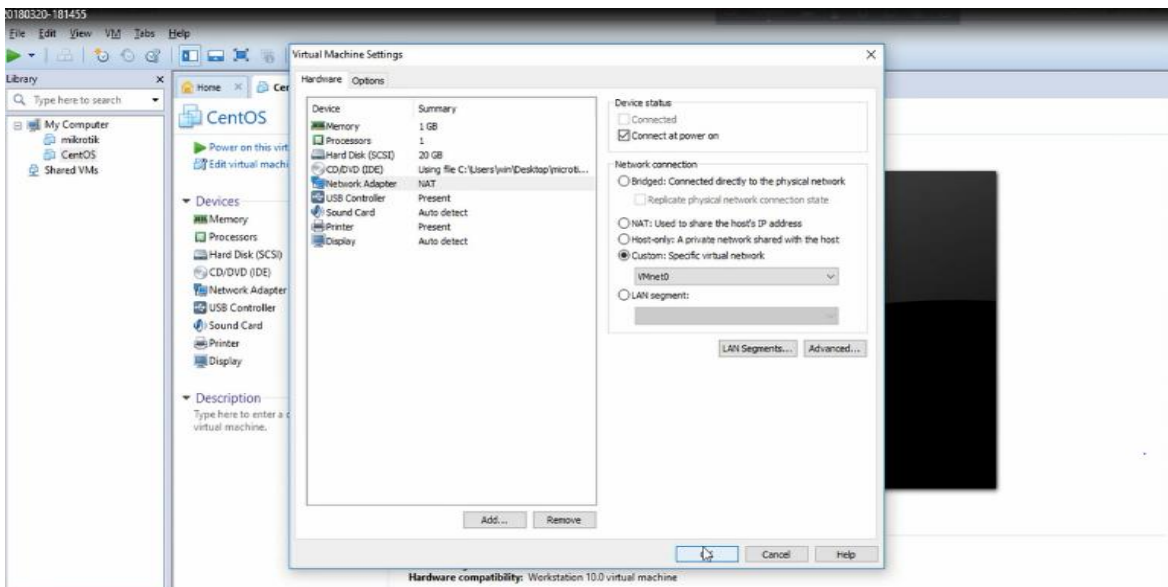 20180320-181455
File Edit View VM Tabs Help
Library
Type here to search
My Computer
mikrotik
CentOS
Shared VMs
Home
CentOS
Power on this virt
Edit virtual machi
Devices
Memory
Processors
Hard Disk (SCSI)
CD/DVD (IDE)
Network Adapter
USB Controller
Sound Card
Printer
Display
Description
Type here to enter a
virtual machine.
Virtual Machine Settings
Hardware Options
Device Summary
Memory 1 GB
Processors 1
Hard Disk (SCSI) 20 GB
CD/DVD (IDE) Using file C:\Users\win\Desktop\microti...
Network Adapter NAT
USB Controller Present
Sound Card Auto detect
Printer Present
Display Auto detect
Add... Remove
Device status
Connected
Connect at power on
Network connection
Bridged: Connected directly to the physical network
Replicate physical network connection state
NAT: Used to share the host's IP address
Host-only: A private network shared with the host
Custom: Specific virtual network
VMnet0
LAN segment:
LAN Segments... Advanced...
Cancel Help
Hardware compatibility: Workstation 10.0 virtual machine